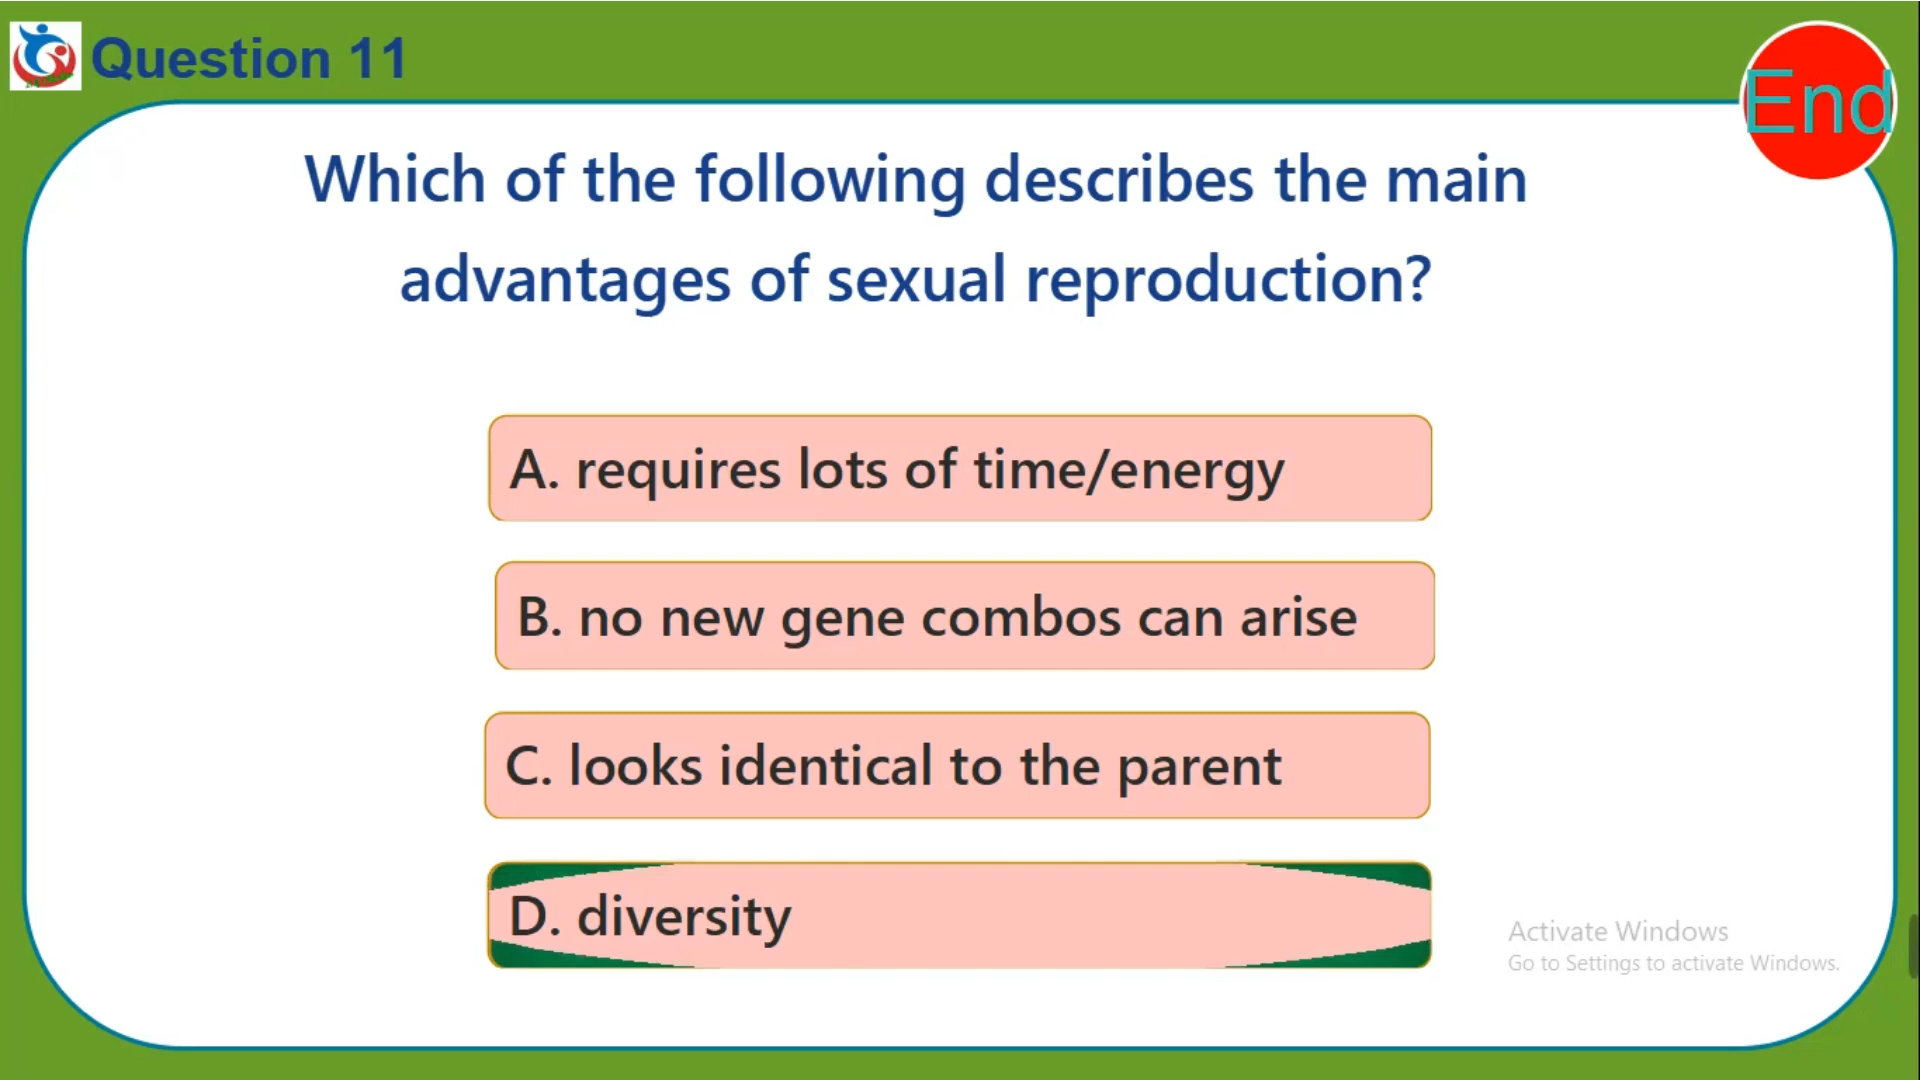 Question 11
End
Which of the following describes the main
advantages of sexual reproduction?
A. requires lots of time/energy
B. no new gene combos can arise
C. looks identical to the parent
D. diversity
Activate Windows
Go to Settings to activate Windows.